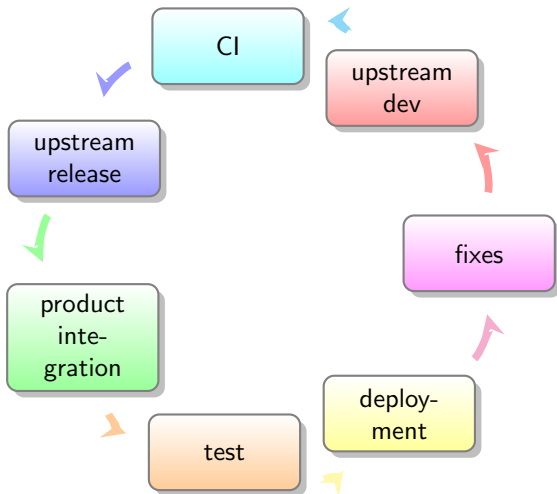 CI
upstream
dev
upstream
release
fixes
product
inte-
gration
deploy-
ment
test